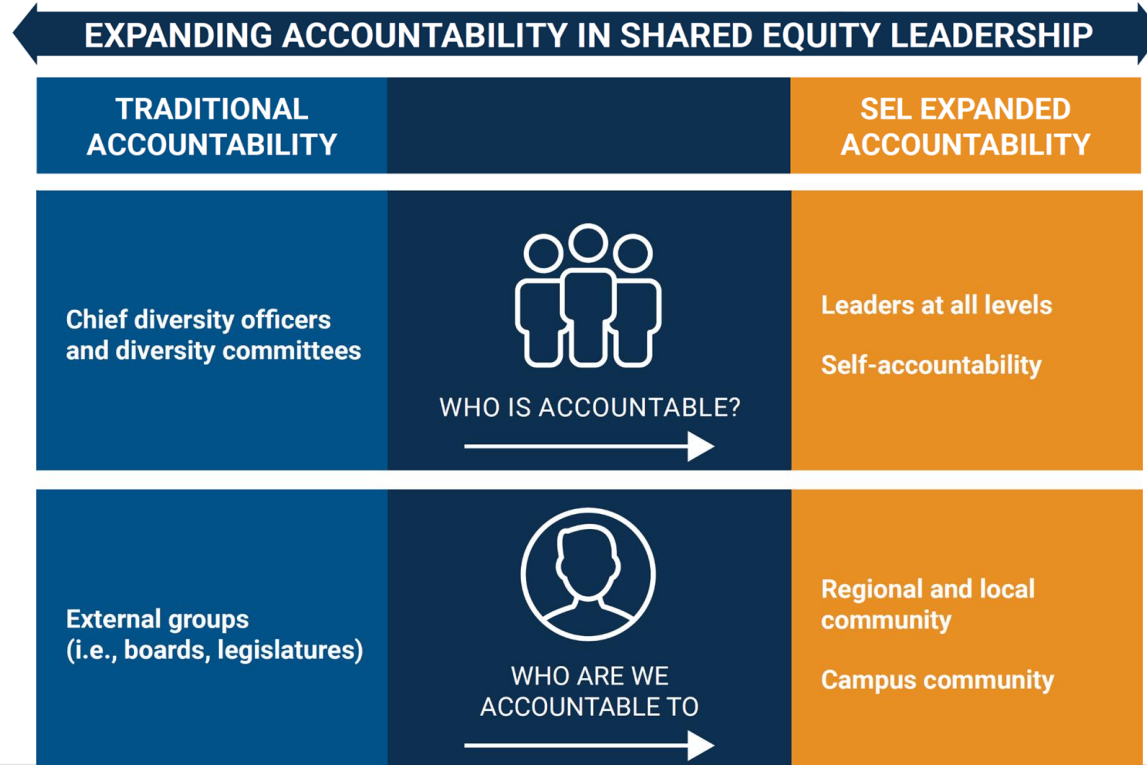 EXPANDING ACCOUNTABILITY IN SHARED EQUITY LEADERSHIP
TRADITIONAL
ACCOUNTABILITY
SEL EXPANDED
ACCOUNTABILITY
Chief diversity officers
and diversity committees
WHO IS ACCOUNTABLE?
Leaders at all levels
Self-accountability
External groups
(i.e., boards, legislatures)
WHO ARE WE
ACCOUNTABLE TO
Regional and local
community
Campus community